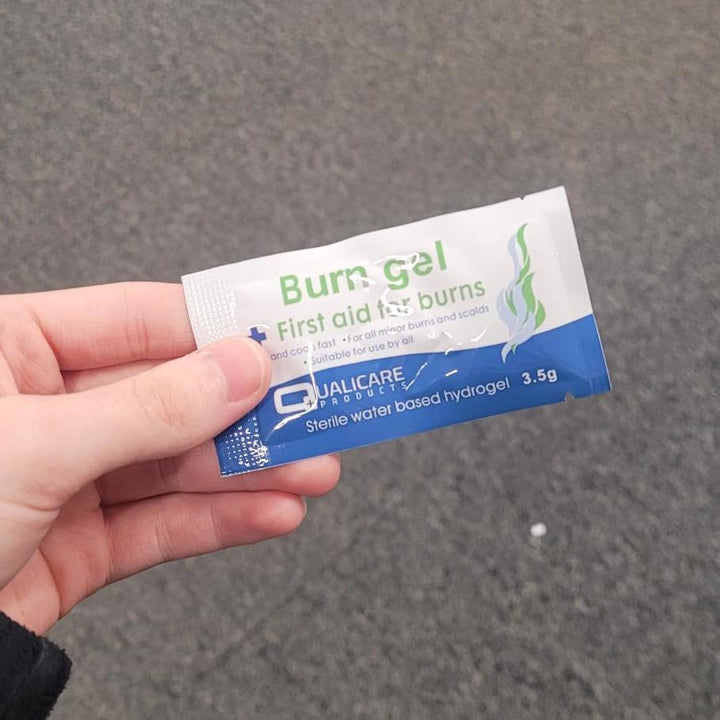 Burn gel
First aid for burns
and cools fast • For all minor burns and scalds
• Suitable for use by all
QUALICARE
PRODUCTS
Sterile water based hydrogel 3.5g